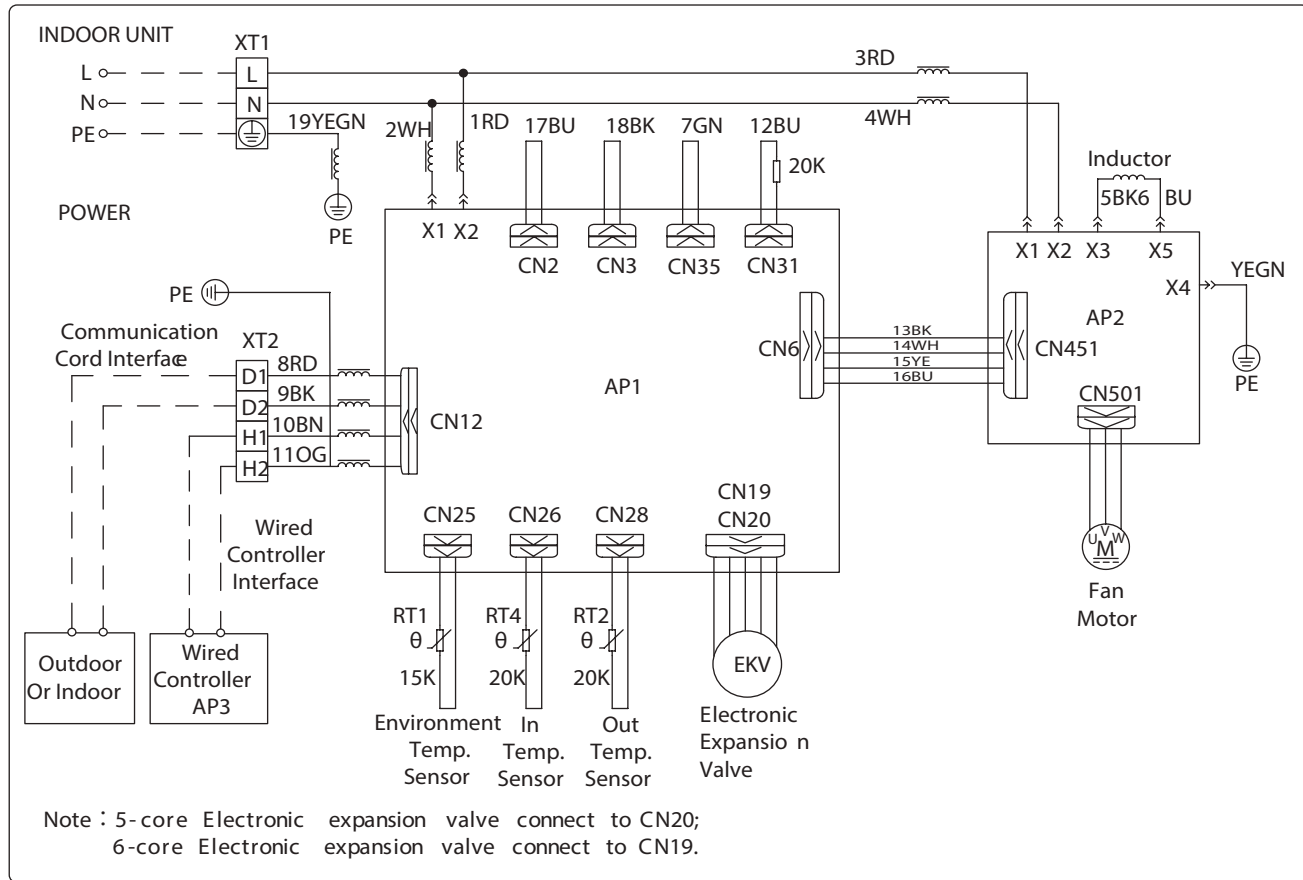 INDOOR UNIT
XT1
L
L
3RD
N
N
4WH
PE
19YEGN
2WH
1RD
17BU
18BK
7GN
12BU
20K
Inductor
5BK6
BU
POWER
PE
X1
X2
CN2
CN3
CN35
CN31
X1
X2
X3
X5
X4
YEGN
PE
Communication
Cord Interface
XT2
D1
8RD
D2
9BK
H1
10BN
H2
11OG
CN12
AP1
CN6
13BK
14WH
15YE
16BU
CN451
AP2
PE
CN501
U
V
W
M
Fan
Motor
Wired
Controller
Interface
CN25
CN26
CN28
CN19
CN20
RT1
θ
15K
RT4
θ
20K
RT2
θ
20K
EKV
Outdoor
Or Indoor
Wired
Controller
AP3
Environment
Temp.
Sensor
In
Temp.
Sensor
Out
Temp.
Sensor
Electronic
Expansio n
Valve
Note：5-core Electronic expansion valve connect to CN20;
6-core Electronic expansion valve connect to CN19.